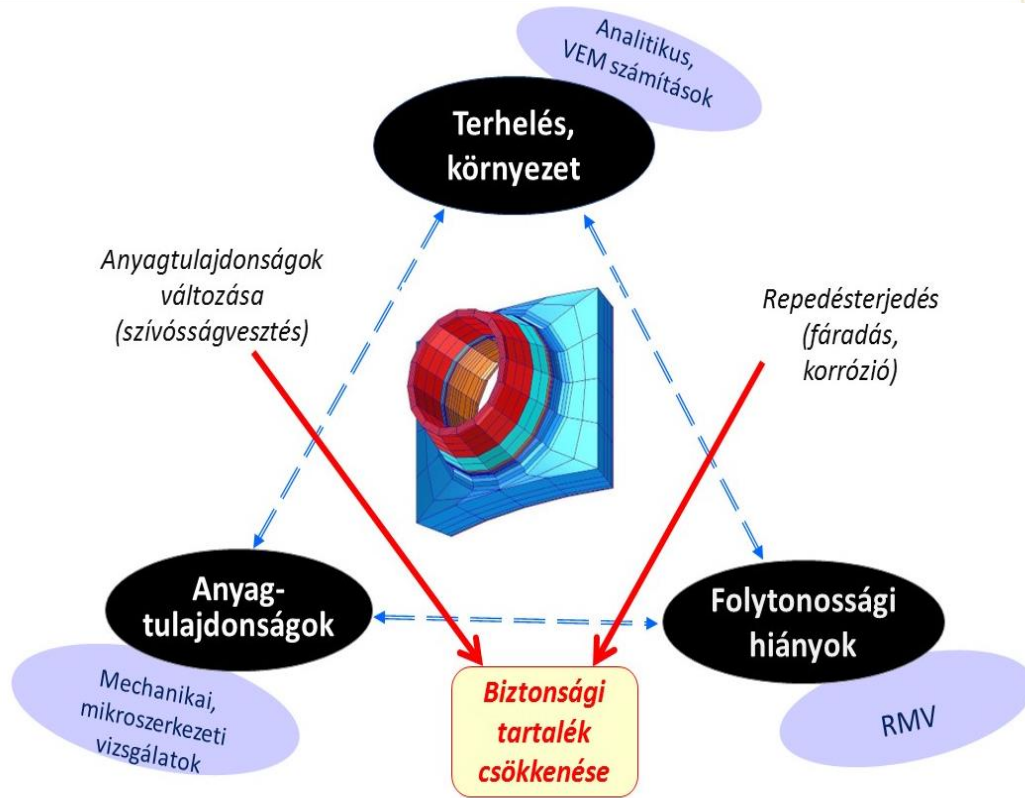 Analitikus,
VEM számítások
Terhelés,
környezet
Anyagtulajdonságok
változása
(szívósságvesztés)
Repedésterjedés
(fáradás,
korrózió)
Anyag-
tulajdonságok
Folytonossági
hiányok
Mechanikai,
mikroszerkezeti
vizsgálatok
Biztonsági
tartalék
csökkenése
RMV